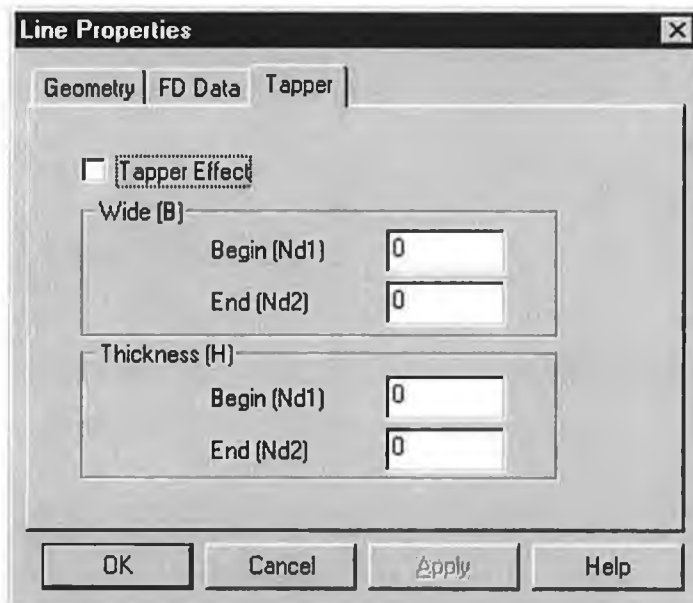 Line Properties
Geometry FD Data Tapper
Tapper Effect
Wide (B)
Begin (Nd1) 0
End (Nd2) 0
Thickness (H)
Begin (Nd1) 0
End (Nd2) 0
OK Cancel Apply Help